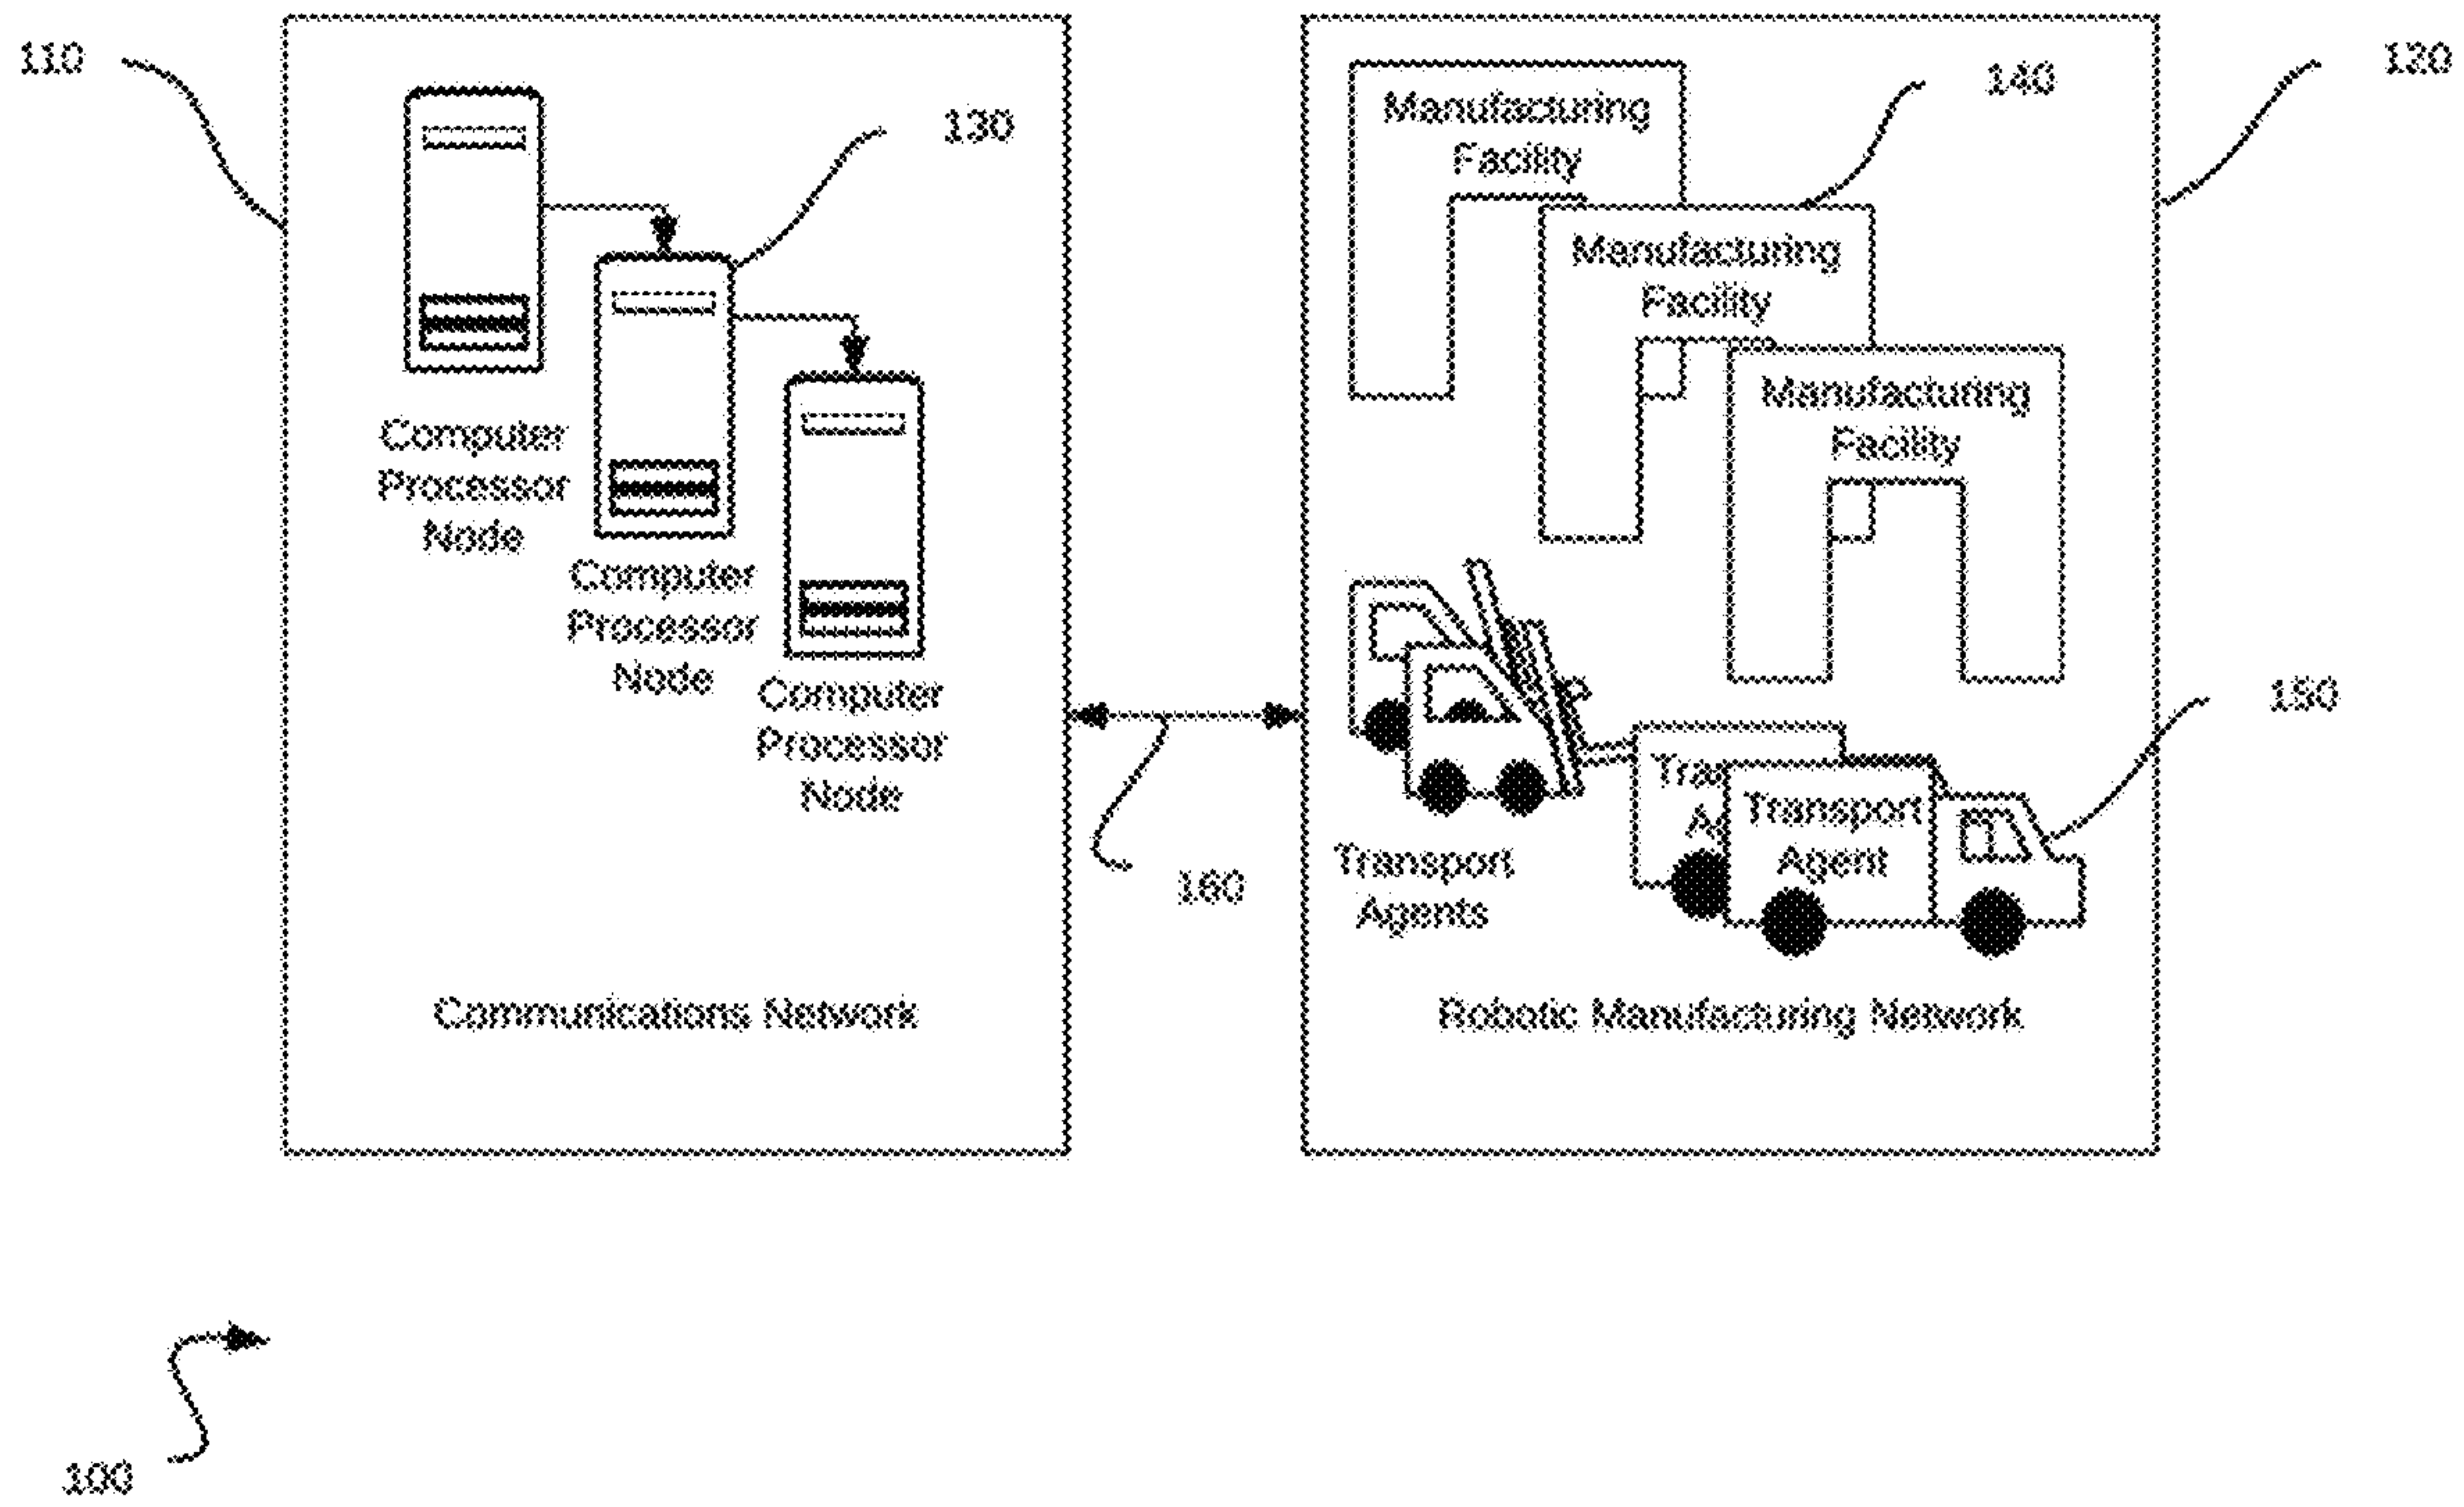 110
130
140
120
Manufacturing
Facility
Manufacturing
Facility
Manufacturing
Facility
Computer
Processor
Node
Computer
Processor
Node
Computer
Processor
Node
150
160
Transport
Agent
Transport
Agents
Communications Network
Robotic Manufacturing Network
100